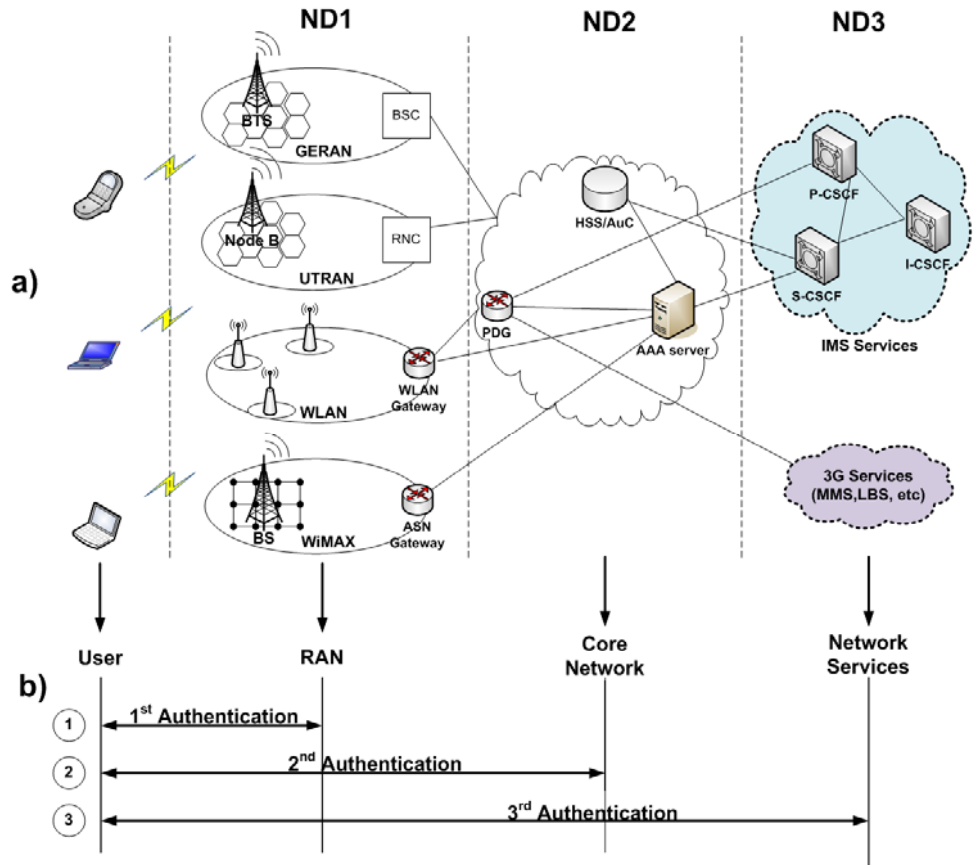 ND1
ND2
ND3
a)
BTS
BSC
GERAN
Node B
RNC
UTRAN
WLAN
Gateway
WLAN
BS
WiMAX
ASN
Gateway
HSS/AuC
PDG
AAA server
P-CSCF
I-CSCF
S-CSCF
IMS Services
3G Services
(MMS,LBS, etc)
User
RAN
Core
Network
Network
Services
b)
1
1st Authentication
2
2nd Authentication
3
3rd Authentication